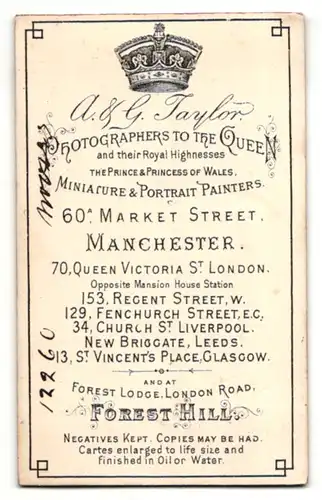 A. & G. Taylor
PHOTOGRAPHERS TO THE QUEEN
and their Royal Highnesses
THE PRINCE & PRINCESS OF WALES.
MINIATURE & PORTRAIT PAINTERS.
60A MARKET STREET.
MANCHESTER.
70, QUEEN VICTORIA ST LONDON.
Opposite Mansion House Station
153, REGENT STREET, W.
129, FENCHURCH STREET, E.C.
34, CHURCH ST LIVERPOOL.
NEW BRIGGATE, LEEDS.
13, ST VINCENT'S PLACE, GLASGOW.
AND AT
FOREST LODGE, LONDON ROAD,
FOREST HILL.
NEGATIVES KEPT. COPIES MAY BE HAD.
Cartes enlarged to life size and
finished in Oil or Water.
12260